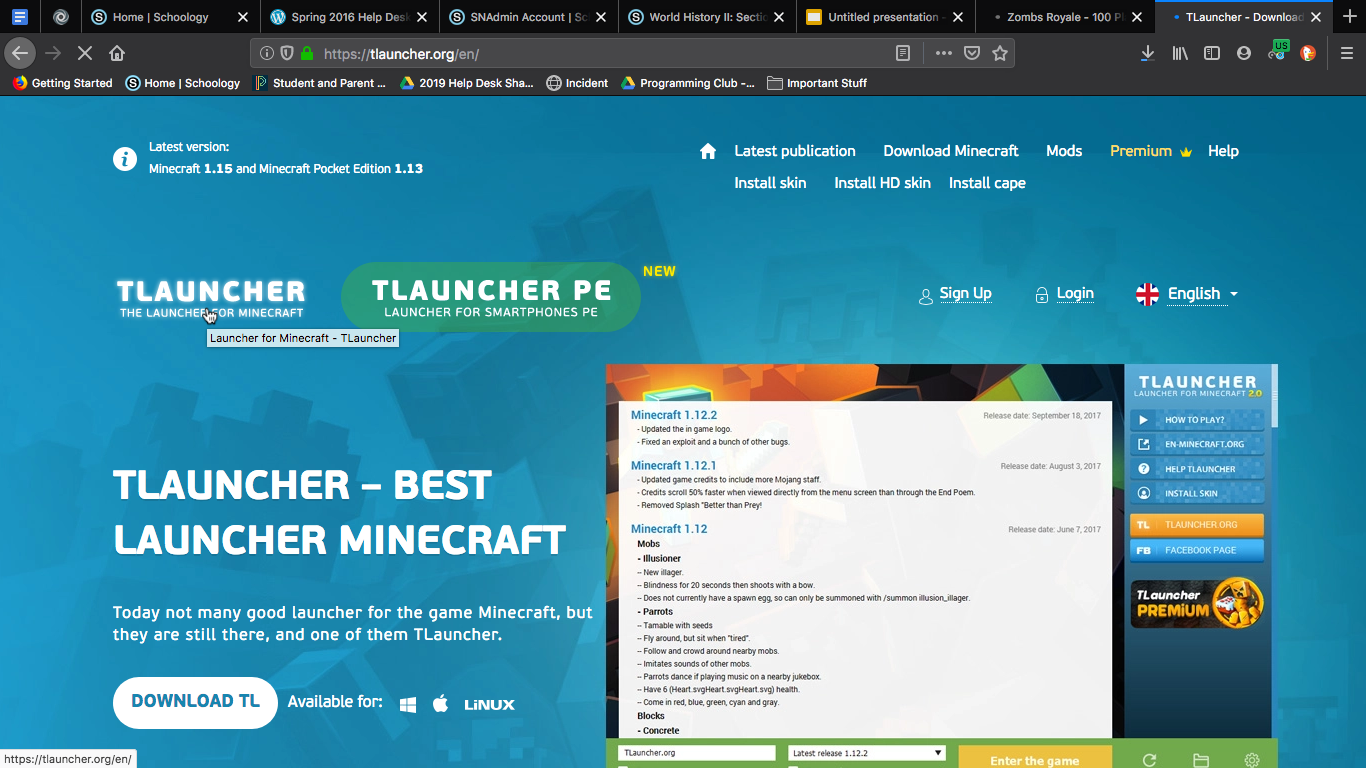 Home | Schoology
Spring 2016 Help Desk
SNAdmin Account | Sc
World History II: Sectio
Untitled presentation -
Zombs Royale - 100 Pl
TLauncher - Download
https://tlauncher.org/en/
US
Getting Started
Home | Schoology
Student and Parent ...
2019 Help Desk Sha...
Incident
Programming Club -...
Important Stuff
Latest version:
Minecraft 1.15 and Minecraft Pocket Edition 1.13
Latest publication
Download Minecraft
Mods
Premium
Help
Install skin
Install HD skin
Install cape
TLAUNCHER
THE LAUNCHER FOR MINECRAFT
TLAUNCHER PE
LAUNCHER FOR SMARTPHONES PE
NEW
Sign Up
Login
English
Launcher for Minecraft - TLauncher
TLAUNCHER – BEST
LAUNCHER MINECRAFT
Today not many good launcher for the game Minecraft, but
they are still there, and one of them TLauncher.
DOWNLOAD TL
Available for:
LINUX
Minecraft 1.12.2
Release date: September 18, 2017
- Updated the in game logo.
- Fixed an exploit and a bunch of other bugs.
Minecraft 1.12.1
Release date: August 3, 2017
- Updated game credits to include more Mojang staff.
- Credits scroll 50% faster when viewed directly from the menu screen than through the End Poem.
- Removed Splash "Better than Prey!
Minecraft 1.12
Release date: June 7, 2017
Mobs
- Illusioner
-- New illager.
-- Blindness for 20 seconds then shoots with a bow.
-- Does not currently have a spawn egg, so can only be summoned with /summon illusion_illager.
- Parrots
-- Tamable with seeds
-- Fly around, but sit when "tired".
-- Follow and crowd around nearby mobs.
-- Imitates sounds of other mobs.
-- Parrots dance if playing music on a nearby jukebox.
-- Have 6 (Heart.svgHeart.svgHeart.svg) health.
-- Come in red, blue, green, cyan and gray.
Blocks
- Concrete
TLAUNCHER
LAUNCHER FOR MINECRAFT 2.0
HOW TO PLAY?
EN-MINECRAFT.ORG
HELP TLAUNCHER
INSTALL SKIN
TL TLAUNCHER.ORG
FB FACEBOOK PAGE
TLauncher
PREMIUM
TLauncher.org
Latest release 1.12.2
Enter the game
https://tlauncher.org/en/